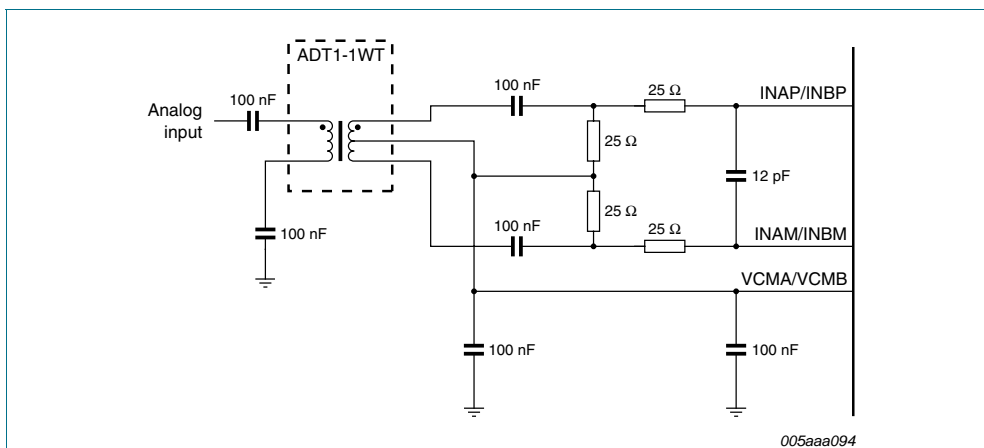 ADT1-1WT
Analog
input
100 nF
100 nF
100 nF
25 Ω
INAP/INBP
25 Ω
12 pF
25 Ω
100 nF
25 Ω
INAM/INBM
VCMA/VCMB
100 nF
100 nF
005aaa094